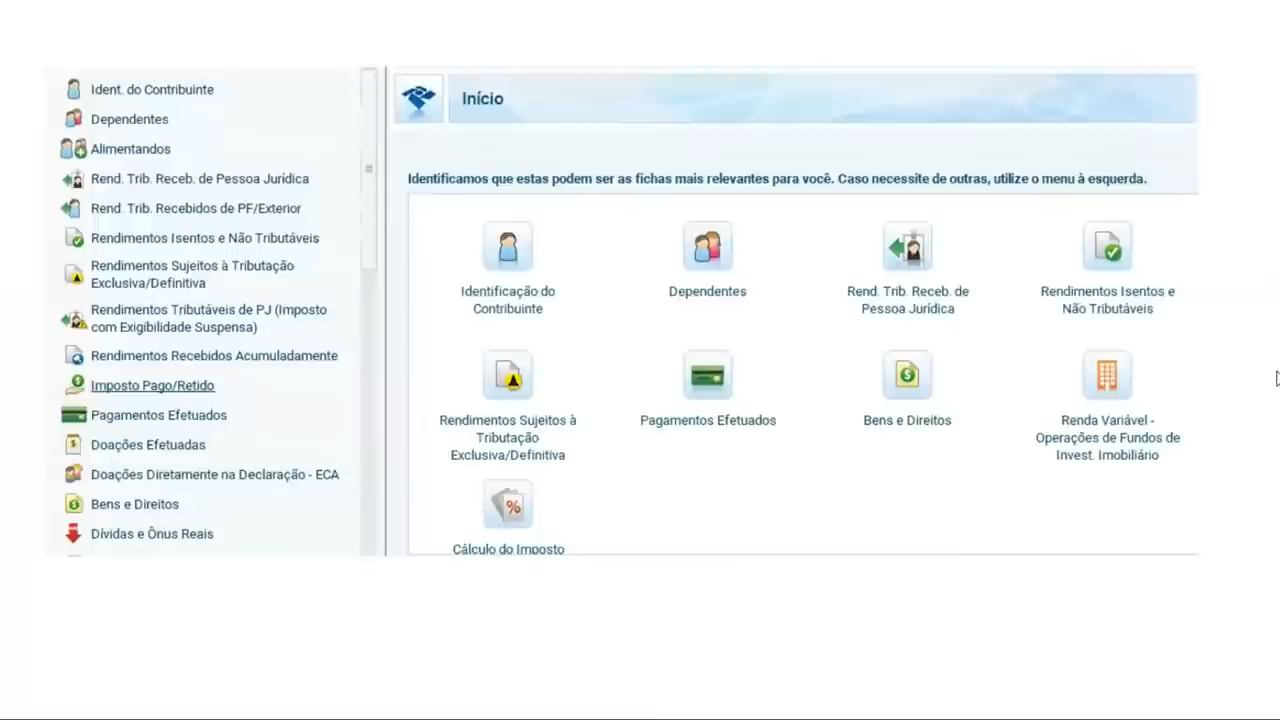 Ident. do Contribuinte
Dependentes
Alimentandos
Rend. Trib. Receb. de Pessoa Jurídica
Rend. Trib. Recebidos de PF/Exterior
Rendimentos Isentos e Não Tributáveis
Rendimentos Sujeitos à Tributação
Exclusiva/Definitiva
Rendimentos Tributáveis de PJ (Imposto
com Exigibilidade Suspensa)
Rendimentos Recebidos Acumuladamente
Imposto Pago/Retido
Pagamentos Efetuados
Doações Efetuadas
Doações Diretamente na Declaração - ECA
Bens e Direitos
Dívidas e Ônus Reais
Início
Identificamos que estas podem ser as fichas mais relevantes para você. Caso necessite de outras, utilize o menu à esquerda.
Identificação do
Contribuinte
Dependentes
Rend. Trib. Receb. de
Pessoa Jurídica
Rendimentos Isentos e
Não Tributáveis
Rendimentos Sujeitos à
Tributação
Exclusiva/Definitiva
Pagamentos Efetuados
Bens e Direitos
Renda Variável -
Operações de Fundos de
Invest. Imobiliário
Cálculo do Imposto